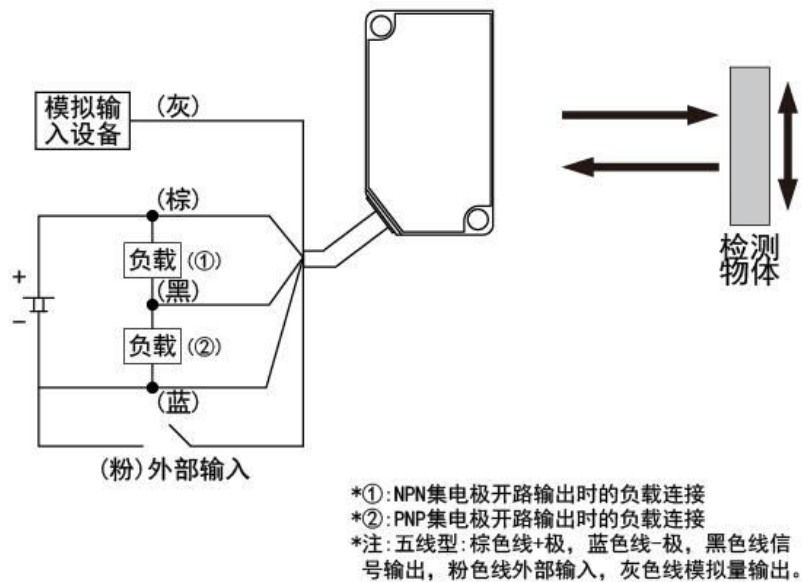 模拟输
入设备
(灰)
(棕)
负载 (①)
+
(黑)
−
负载 (②)
(蓝)
(粉)外部输入
检测
物体
*①:NPN集电极开路输出时的负载连接
*②:PNP集电极开路输出时的负载连接
*注:五线型:棕色线+极，蓝色线-极，黑色线信
号输出，粉色线外部输入，灰色线模拟量输出。